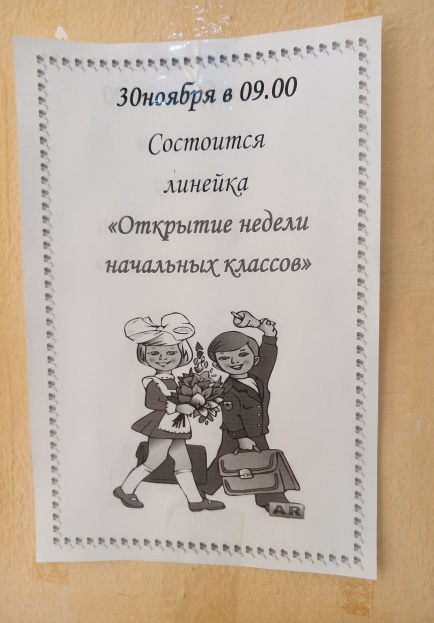 30ноября в 09.00
Состоится
линейка
«Открытие недели
начальных классов»
AR